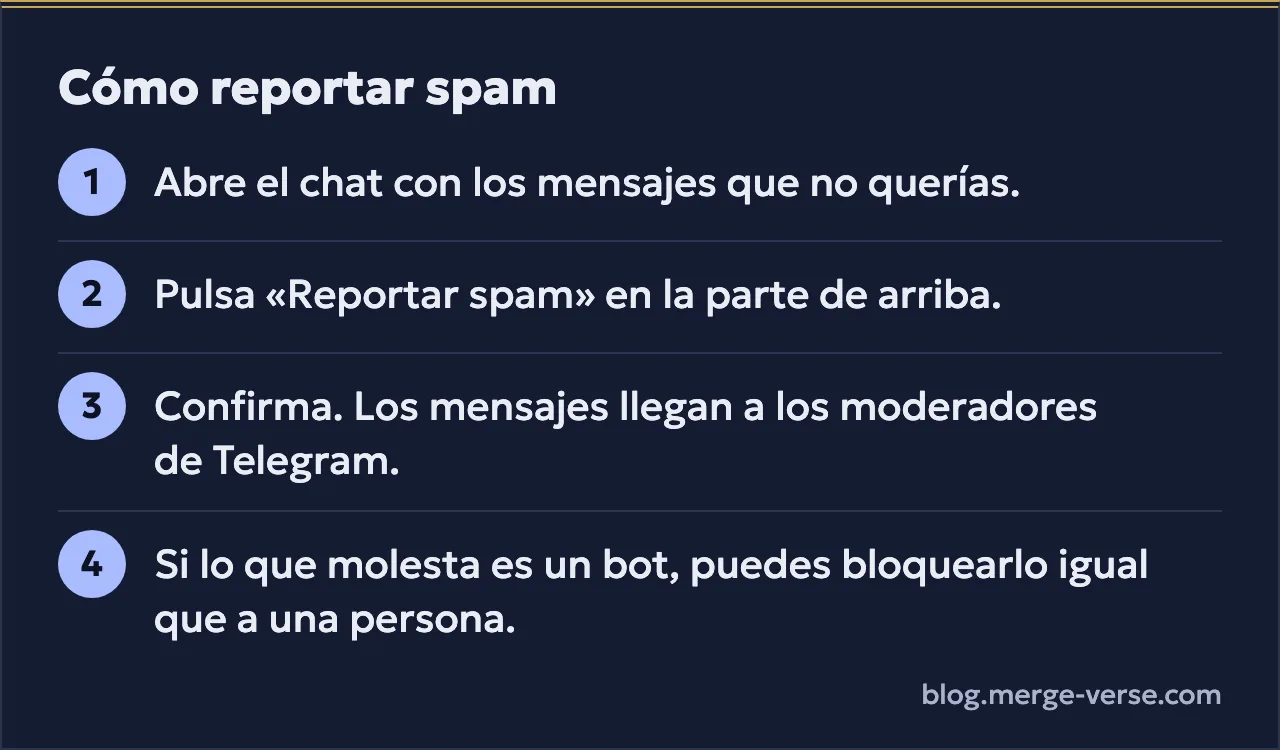 Cómo reportar spam
1
Abre el chat con los mensajes que no querías.
2
Pulsa «Reportar spam» en la parte de arriba.
3
Confirma. Los mensajes llegan a los moderadores
de Telegram.
4
Si lo que molesta es un bot, puedes bloquearlo igual
que a una persona.
blog.merge-verse.com